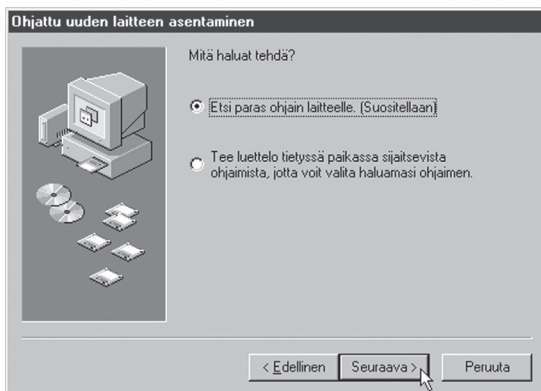 Ohjattu uuden laitteen asentaminen
Mitä haluat tehdä?
Etsi paras ohjain laitteelle. (Suositellaan)
Tee luettelo tietyssä paikassa sijaitsevista
ohjaimista, jotta voit valita haluamasi ohjaimen.
< Edellinen
Seuraava >
Peruuta